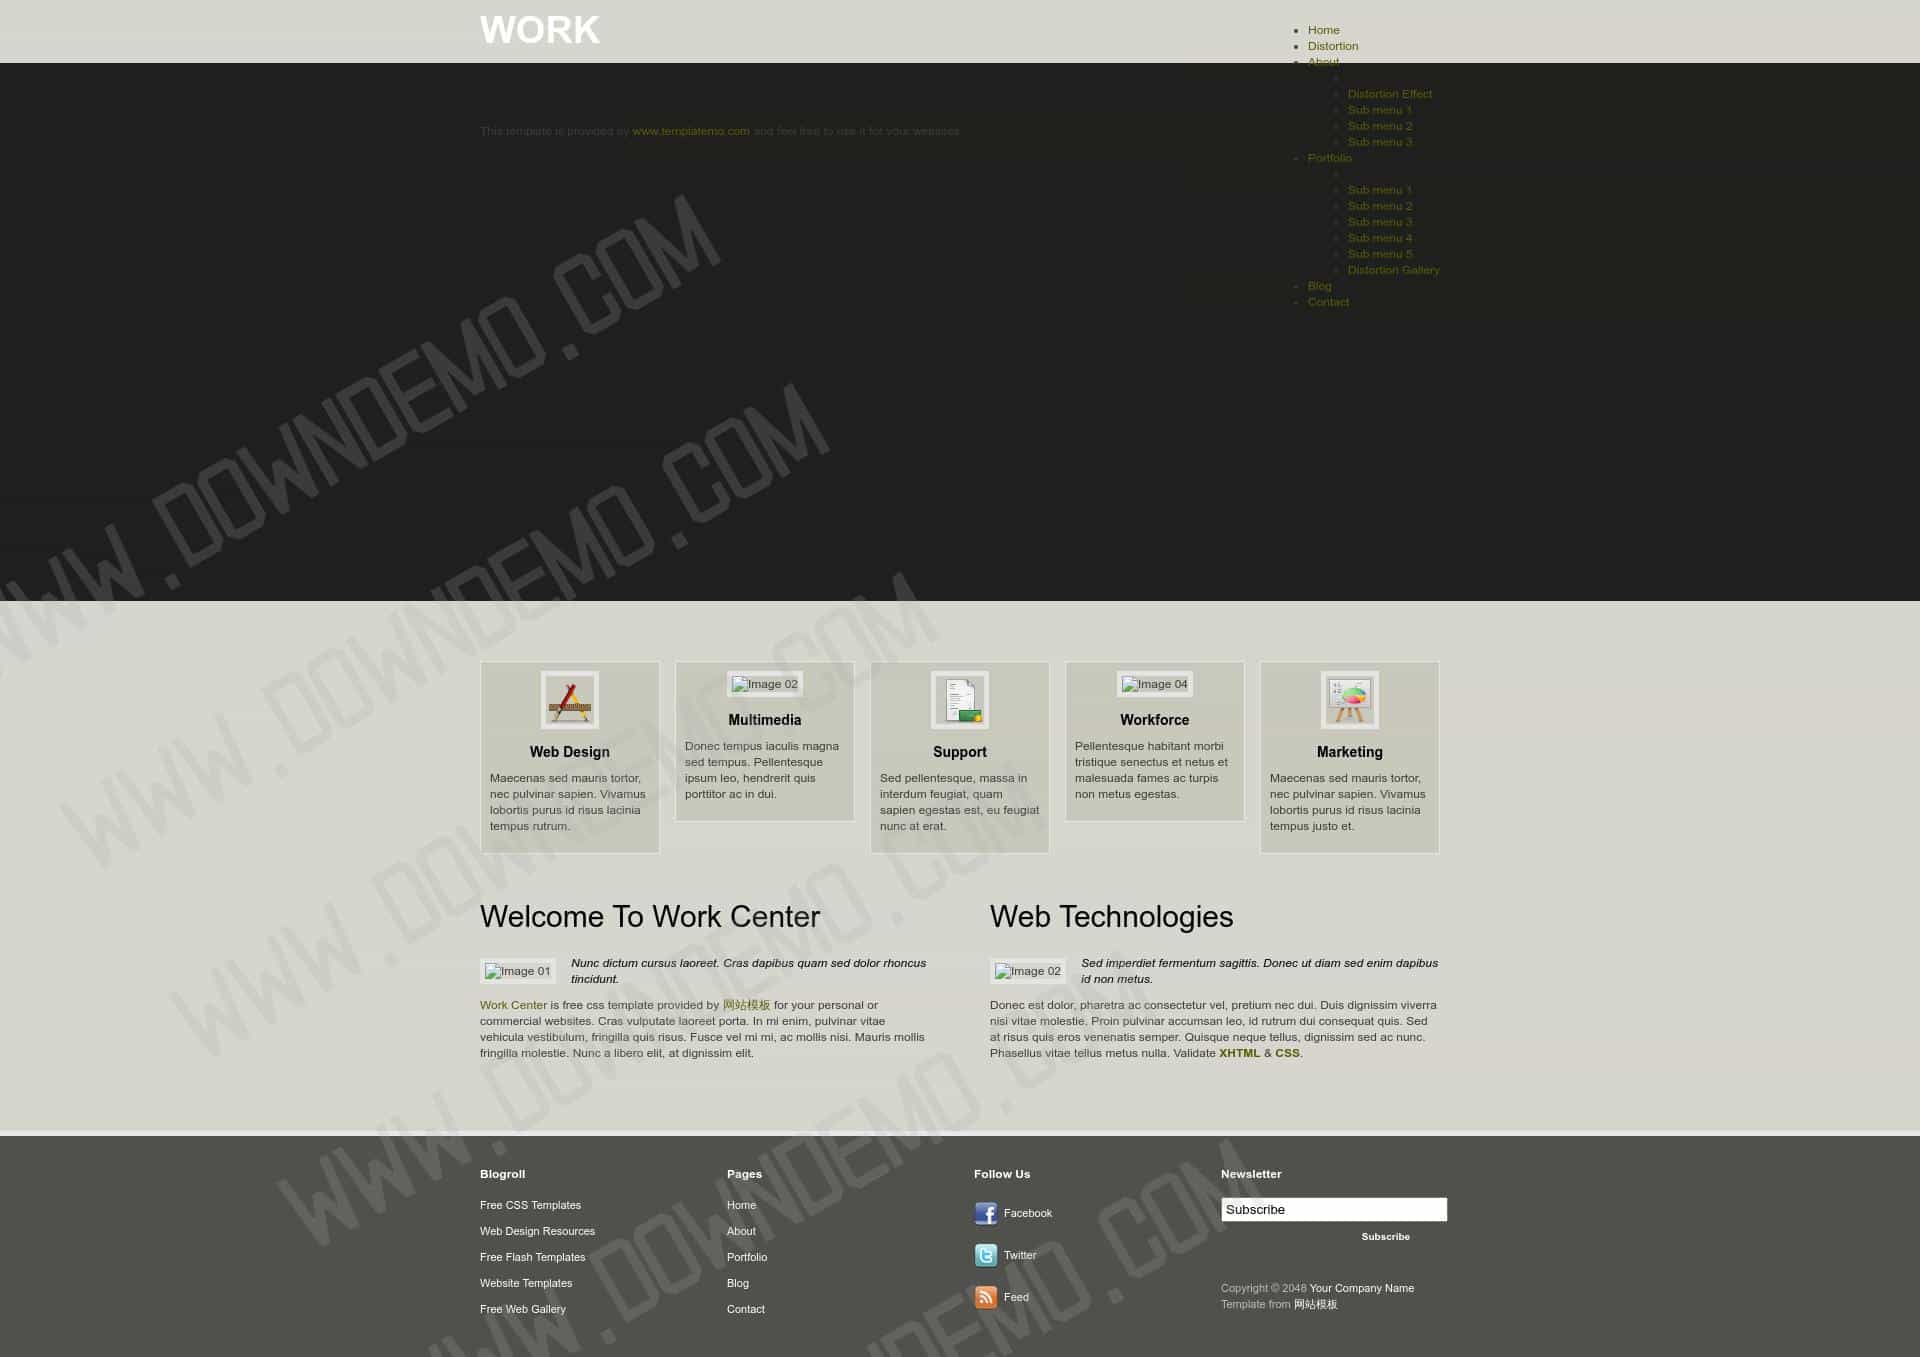 WORK
Home
Distortion
About
Distortion Effect
Sub menu 1
Sub menu 2
Sub menu 3
Portfolio
Sub menu 1
Sub menu 2
Sub menu 3
Sub menu 4
Sub menu 5
Distortion Gallery
Blog
Contact
This template is provided by www.templatemo.com and feel free to use it for your websites.
WWW.DOWNDEMO.COM
WWW.DOWNDEMO.COM
WWW.DOWNDEMO.COM
WWW.DOWNDEMO.COM
WWW.DOWNDEMO.COM
WWW.DOWNDEMO.COM
Web Design
Maecenas sed mauris tortor,
nec pulvinar sapien. Vivamus
lobortis purus id risus lacinia
tempus rutrum.
Image 02
Multimedia
Donec tempus iaculis magna
sed tempus. Pellentesque
ipsum leo, hendrerit quis
porttitor ac in dui.
Support
Sed pellentesque, massa in
interdum feugiat, quam
sapien egestas est, eu feugiat
nunc at erat.
Image 04
Workforce
Pellentesque habitant morbi
tristique senectus et netus et
malesuada fames ac turpis
non metus egestas.
Marketing
Maecenas sed mauris tortor,
nec pulvinar sapien. Vivamus
lobortis purus id risus lacinia
tempus justo et.
Welcome To Work Center
Image 01
Nunc dictum cursus laoreet. Cras dapibus quam sed dolor rhoncus
tincidunt.
Work Center is free css template provided by 网站模板 for your personal or
commercial websites. Cras vulputate laoreet porta. In mi enim, pulvinar vitae
vehicula vestibulum, fringilla quis risus. Fusce vel mi mi, ac mollis nisi. Mauris mollis
fringilla molestie. Nunc a libero elit, at dignissim elit.
Web Technologies
Image 02
Sed imperdiet fermentum sagittis. Donec ut diam sed enim dapibus
id non metus.
Donec est dolor, pharetra ac consectetur vel, pretium nec dui. Duis dignissim viverra
nisi vitae molestie. Proin pulvinar accumsan leo, id rutrum dui consequat quis. Sed
at risus quis eros venenatis semper. Quisque neque tellus, dignissim sed ac nunc.
Phasellus vitae tellus metus nulla. Validate XHTML & CSS.
Blogroll
Free CSS Templates
Web Design Resources
Free Flash Templates
Website Templates
Free Web Gallery
Pages
Home
About
Portfolio
Blog
Contact
Follow Us
Facebook
Twitter
Feed
Newsletter
Subscribe
Subscribe
Copyright © 2048 Your Company Name
Template from 网站模板